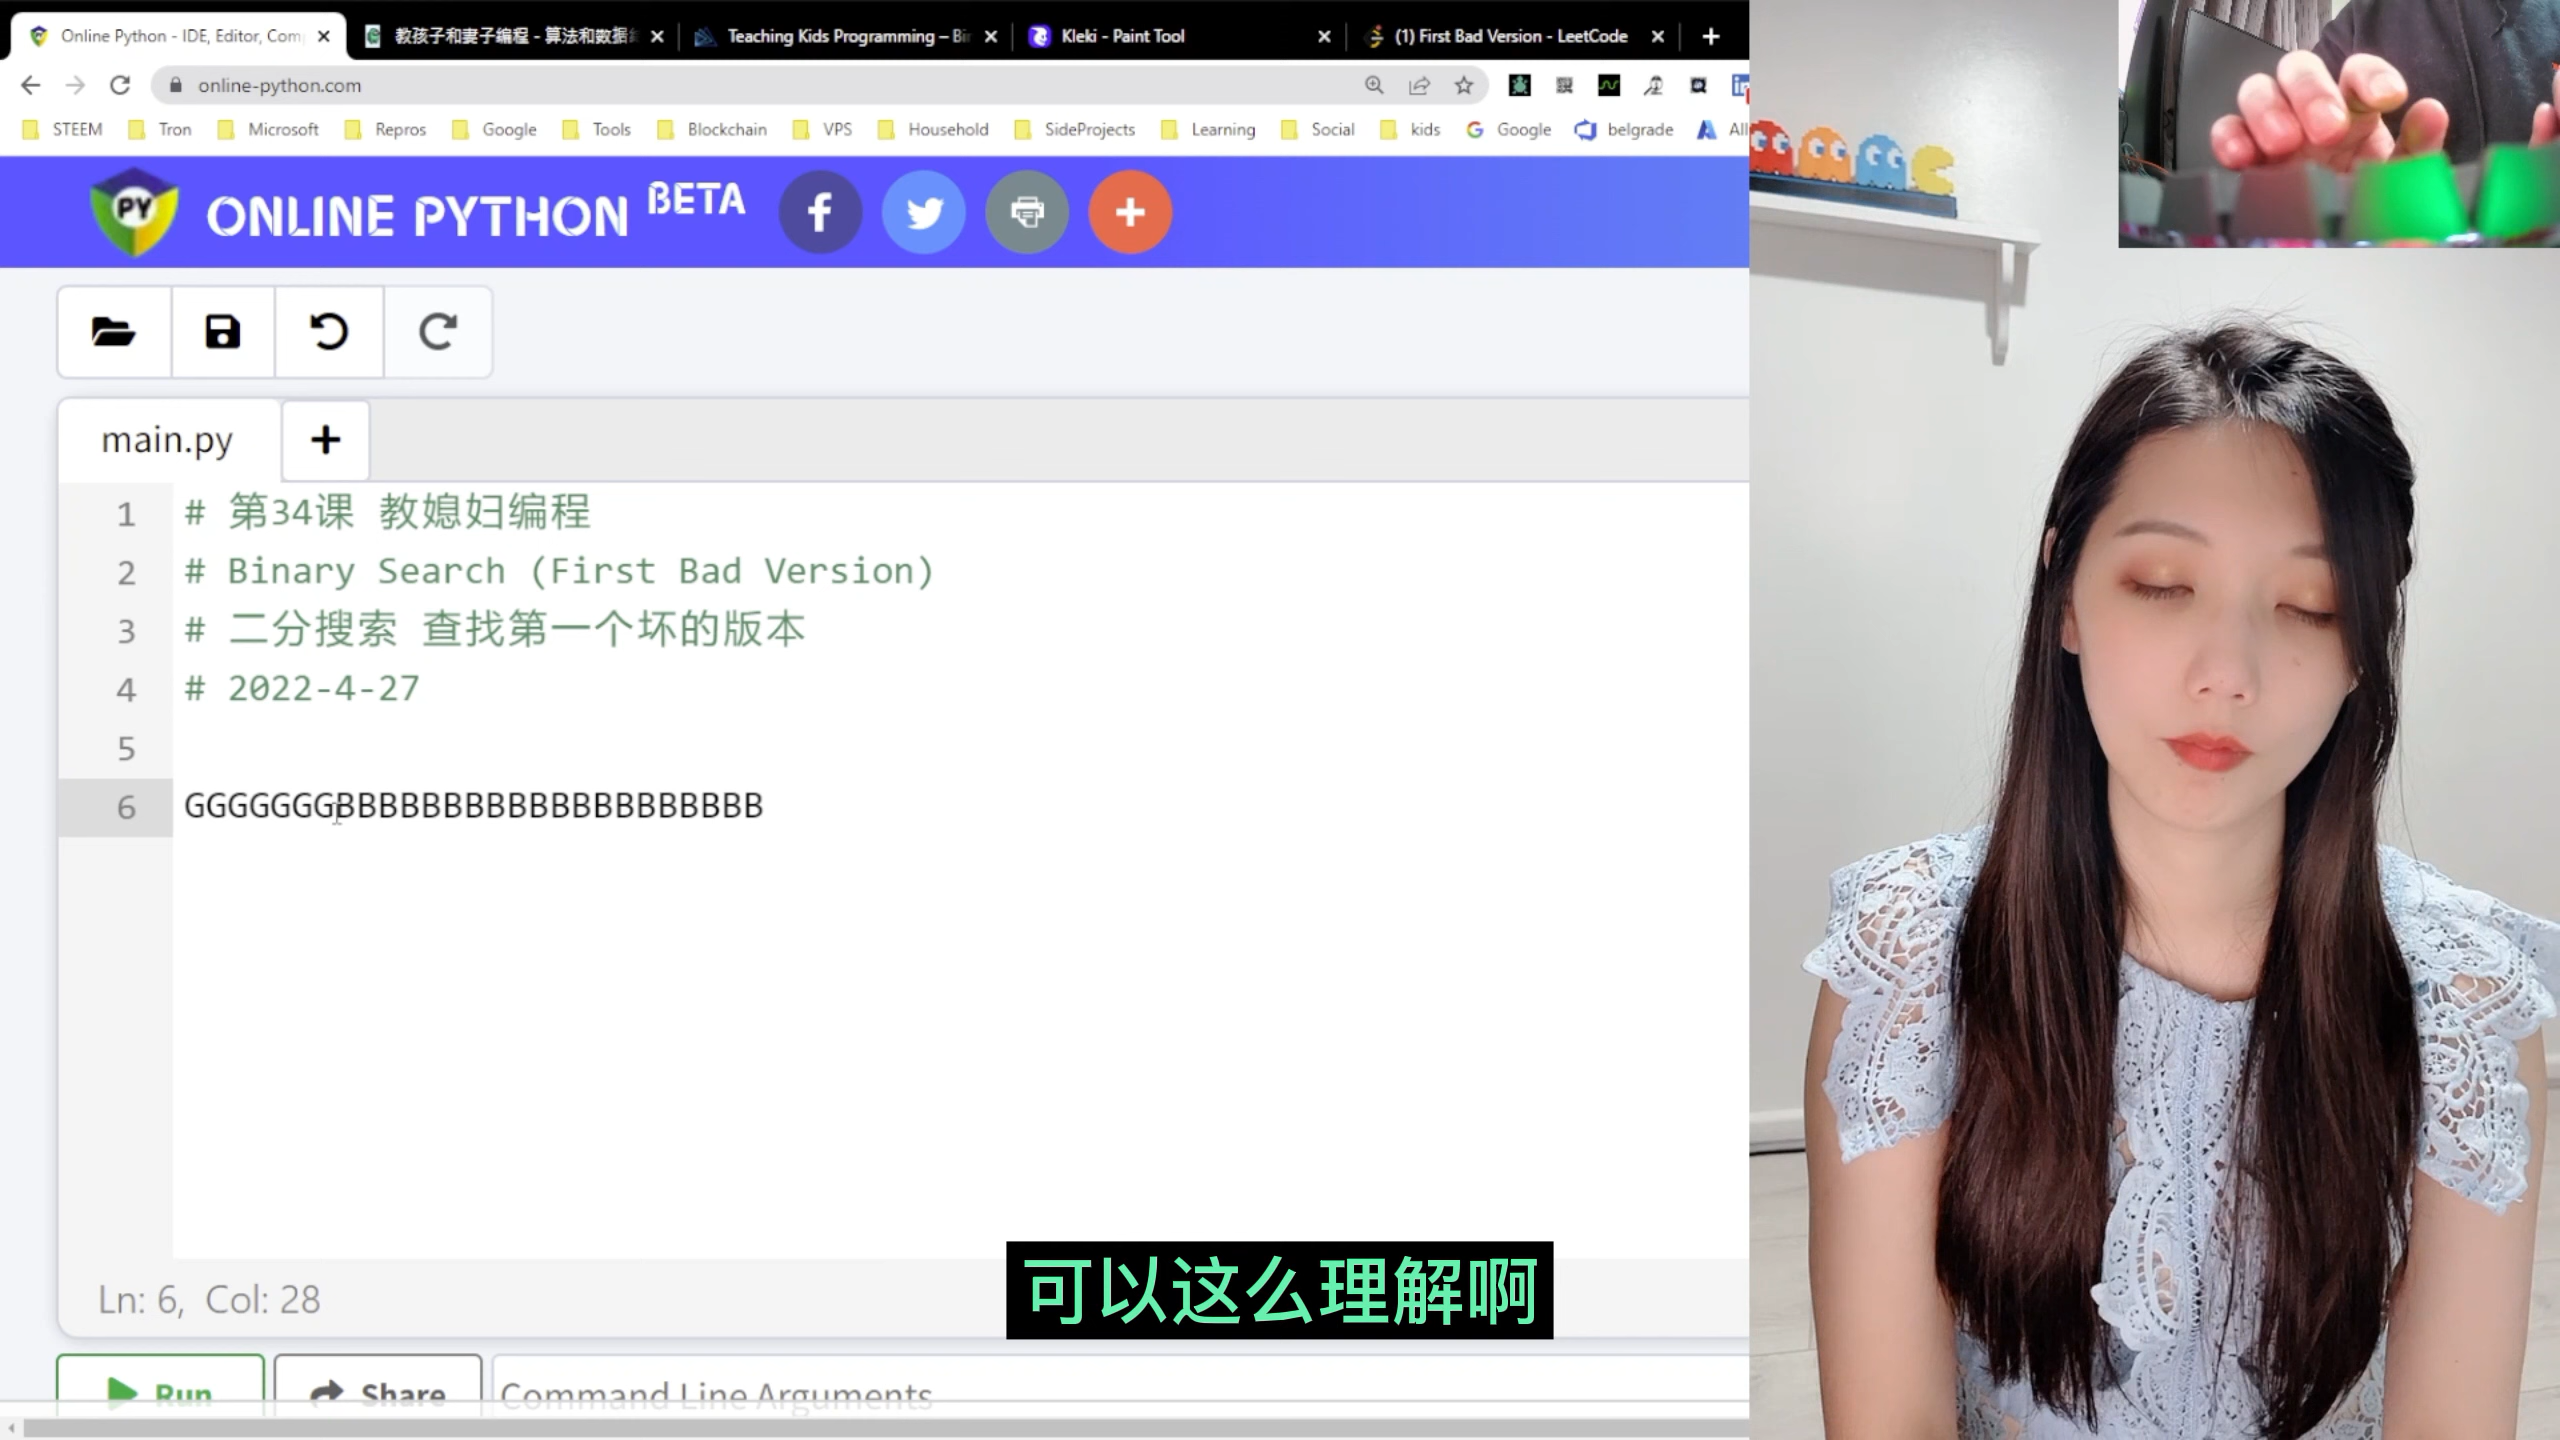 Online Python - IDE, Editor, Com
教孩子和妻子编程 - 算法和数据
Teaching Kids Programming – Bi
Kleki - Paint Tool
(1) First Bad Version - LeetCode
online-python.com
STEEM
Tron
Microsoft
Repros
Google
Tools
Blockchain
VPS
Household
SideProjects
Learning
Social
kids
Google
belgrade
All
PY
ONLINE PYTHON BETA
main.py
1 # 第34课 教媳妇编程
2 # Binary Search (First Bad Version)
3 # 二分搜索 查找第一个坏的版本
4 # 2022-4-27
5
6 GGGGGGGBBBBBBBBBBBBBBBBBBBB
可以这么理解啊
Ln: 6, Col: 28
Run
Share
Command Line Arguments